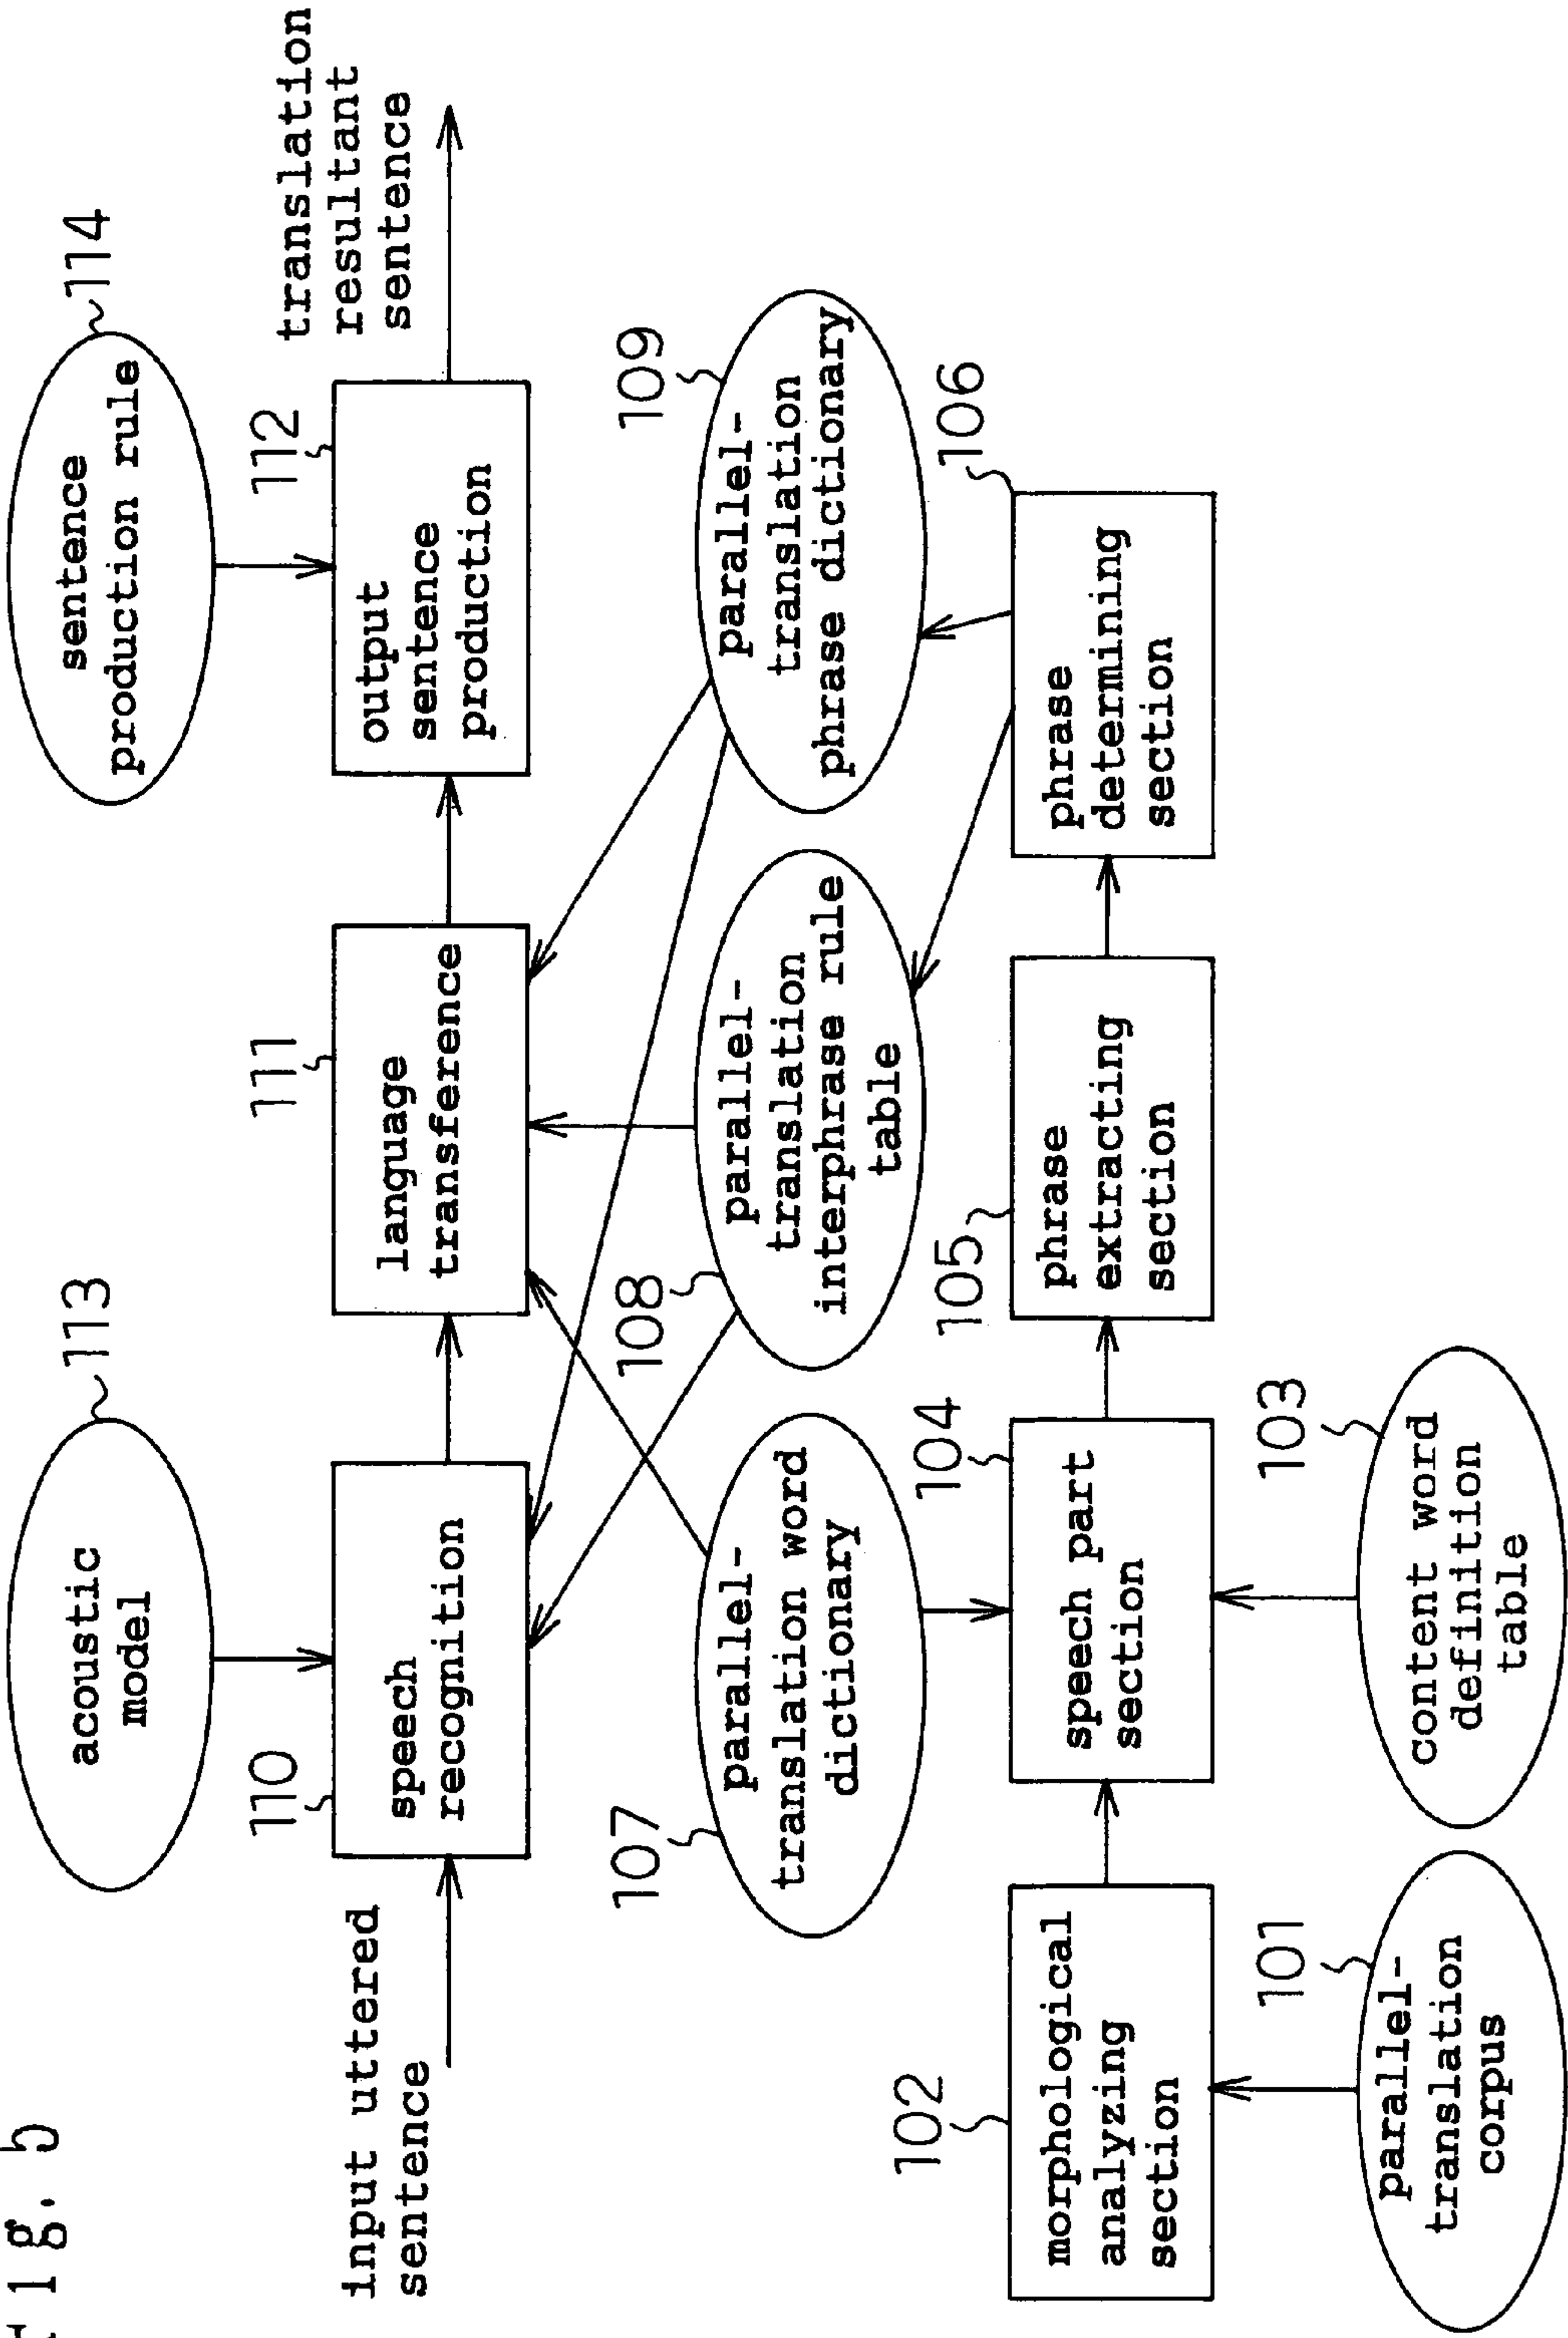 Fig. 5
acoustic
model
113
sentence
production rule
114
input uttered
sentence
110
speech
recognition
111
language
transference
112
output
sentence
production
translation
resultant
sentence
107
parallel-
translation word
dictionary
108
parallel-
translation
interphrase rule
table
109
parallel-
translation
phrase dictionary
102
morphological
analyzing
section
104
speech part
section
105
phrase
extracting
section
106
phrase
determining
section
101
parallel-
translation
corpus
103
content word
definition
table